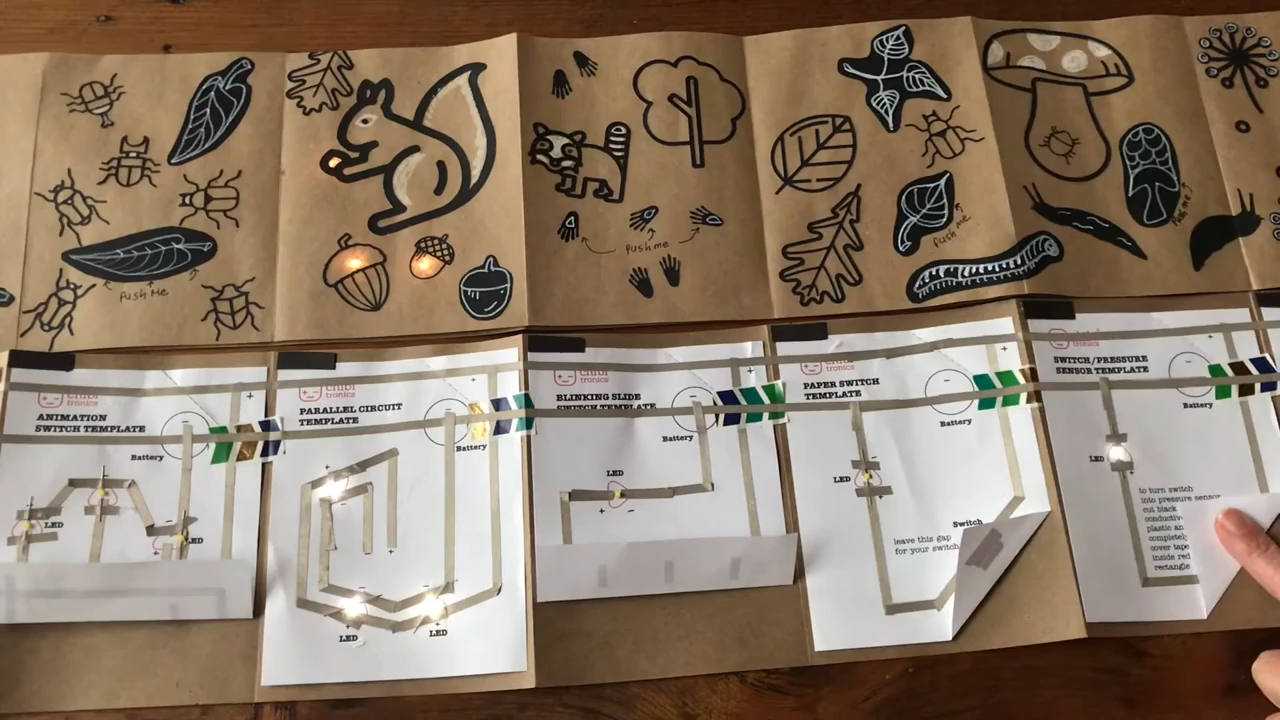 Push Me
push me
push me
push me
chibi
tronics
ANIMATION
SWITCH TEMPLATE
Battery
+
LED
LED
chibi
tronics
PARALLEL CIRCUIT
TEMPLATE
+
-
Battery
-
+
LED
LED
chibi
tronics
BLINKING SLIDE
SWITCH TEMPLATE
+
-
Battery
LED
+ -
chibi
tronics
PAPER SWITCH
TEMPLATE
+
-
Battery
LED
Switch
leave this gap
for your switch
chibi
tronics
SWITCH/PRESSURE
SENSOR TEMPLATE
-
+
Battery
LED
to turn switch
into pressure sensor
cut black
conductiv
plastic an
completely
cover tape
inside red
rectangle